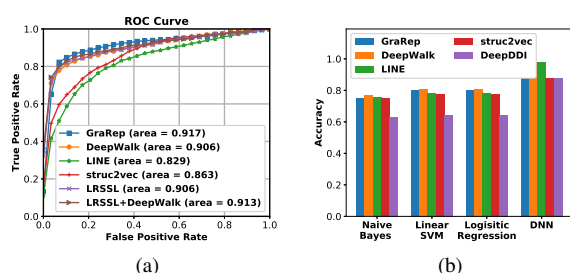 ROC Curve
True Positive Rate
1.0
0.8
0.6
0.4
0.2
0.0
0.0 0.2 0.4 0.6 0.8 1.0
False Positive Rate
GraRep (area = 0.917)
DeepWalk (area = 0.906)
LINE (area = 0.829)
struc2vec (area = 0.863)
LRSSL (area = 0.906)
LRSSL+DeepWalk (area = 0.913)
(a)
Accuracy
1.0
0.8
0.6
0.4
0.2
0.0
GraRep struc2vec
DeepWalk DeepDDI
LINE
Naive Linear Logisitic DNN
Bayes SVM Regression
(b)